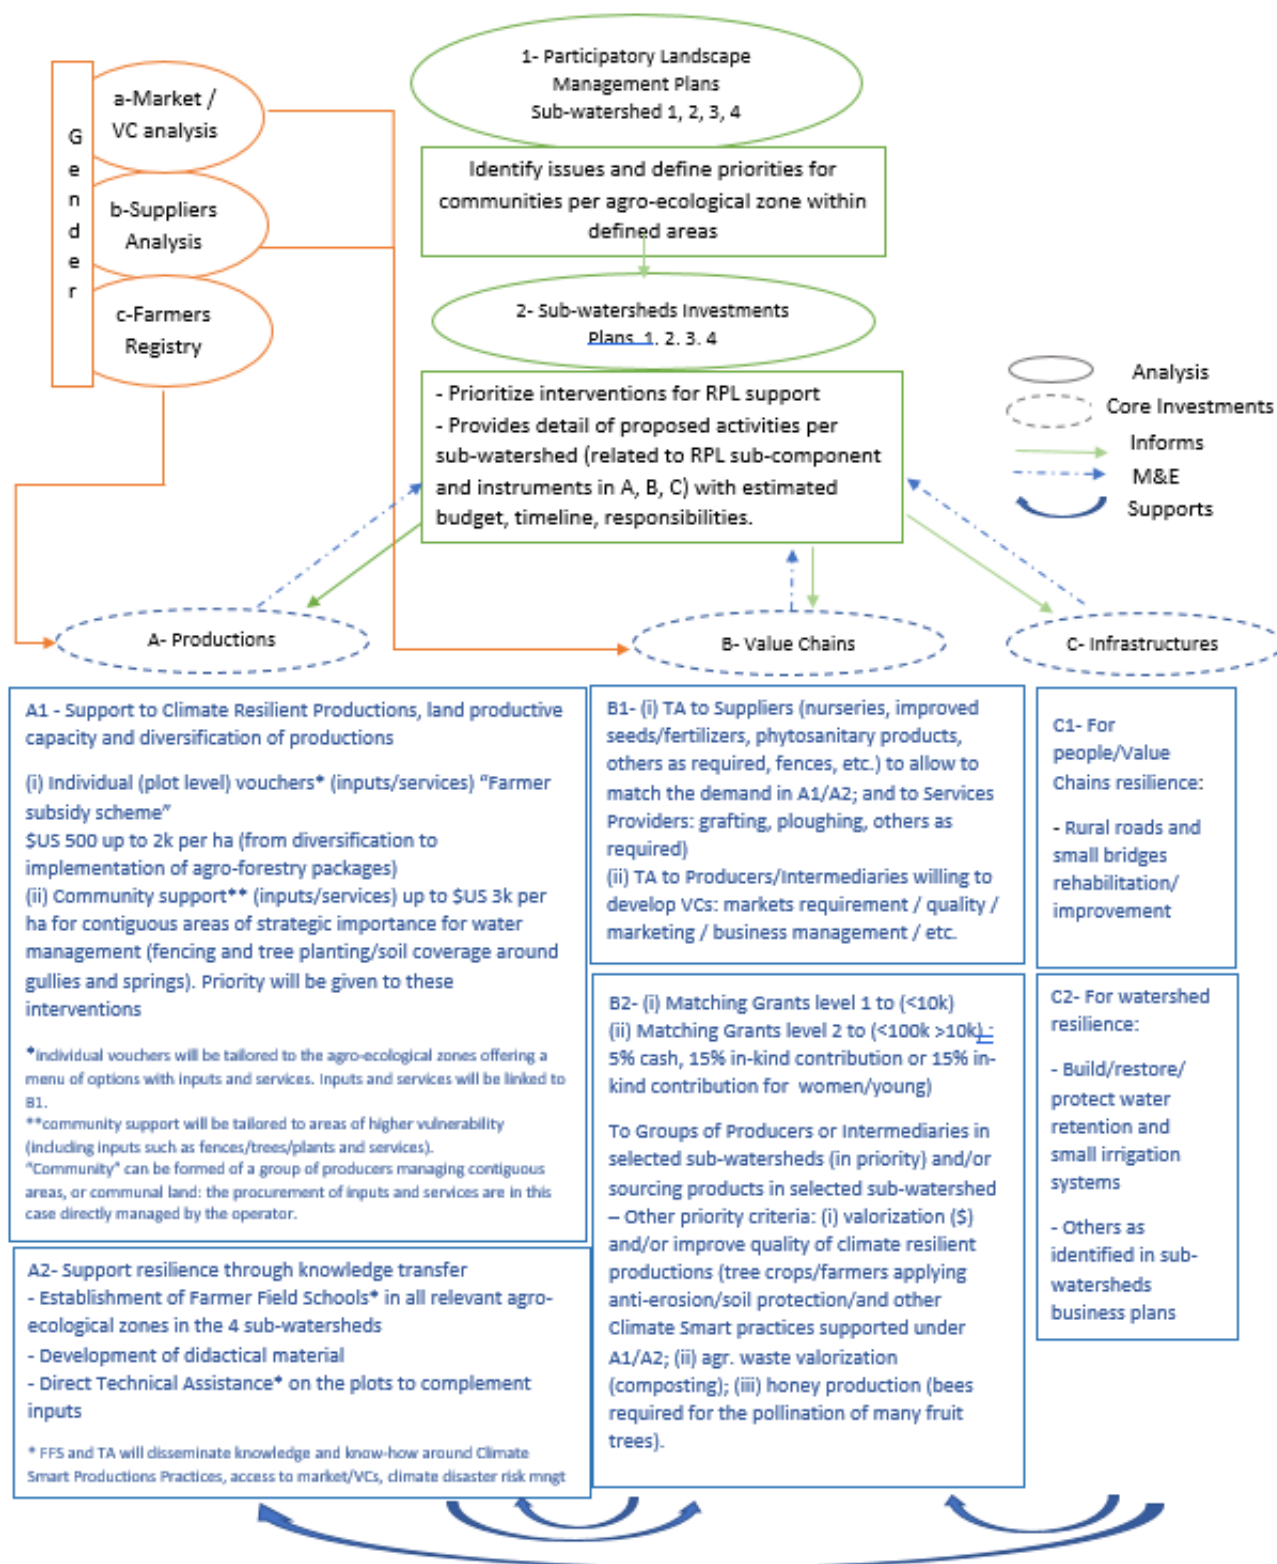 G
e
n
d
e
r
a-Market /
VC analysis
b-Suppliers
Analysis
c-Farmers
Registry
1- Participatory Landscape
Management Plans
Sub-watershed 1, 2, 3, 4
Identify issues and define priorities for
communities per agro-ecological zone within
defined areas
2- Sub-watersheds Investments
Plans 1, 2, 3, 4
- Prioritize interventions for RPL support
- Provides detail of proposed activities per
sub-watershed (related to RPL sub-component
and instruments in A, B, C) with estimated
budget, timeline, responsibilities.
Analysis
Core Investments
Informs
M&E
Supports
A- Productions
B- Value Chains
C- Infrastructures
A1 - Support to Climate Resilient Productions, land productive
capacity and diversification of productions
(i) Individual (plot level) vouchers* (inputs/services) "Farmer
subsidy scheme"
$US 500 up to 2k per ha (from diversification to
implementation of agro-forestry packages)
(ii) Community support** (inputs/services) up to $US 3k per
ha for contiguous areas of strategic importance for water
management (fencing and tree planting/soil coverage around
gullies and springs). Priority will be given to these
interventions
*Individual vouchers will be tailored to the agro-ecological zones offering a
menu of options with inputs and services. Inputs and services will be linked to
B1.
**community support will be tailored to areas of higher vulnerability
(including inputs such as fences/trees/plants and services).
"Community" can be formed of a group of producers managing contiguous
areas, or communal land: the procurement of inputs and services are in this
case directly managed by the operator.
A2- Support resilience through knowledge transfer
- Establishment of Farmer Field Schools* in all relevant agro-
ecological zones in the 4 sub-watersheds
- Development of didactical material
- Direct Technical Assistance* on the plots to complement
inputs
* FFS and TA will disseminate knowledge and know-how around Climate
Smart Productions Practices, access to market/VCs, climate disaster risk mngt
B1- (i) TA to Suppliers (nurseries, improved
seeds/fertilizers, phytosanitary products,
others as required, fences, etc.) to allow to
match the demand in A1/A2; and to Services
Providers: grafting, ploughing, others as
required)
(ii) TA to Producers/Intermediaries willing to
develop VCs: markets requirement / quality /
marketing / business management / etc.
B2- (i) Matching Grants level 1 to (<10k)
(ii) Matching Grants level 2 to (<100k >10k) :
5% cash, 15% in-kind contribution or 15% in-
kind contribution for women/young)
To Groups of Producers or Intermediaries in
selected sub-watersheds (in priority) and/or
sourcing products in selected sub-watershed
– Other priority criteria: (i) valorization ($)
and/or improve quality of climate resilient
productions (tree crops/farmers applying
anti-erosion/soil protection/and other
Climate Smart practices supported under
A1/A2; (ii) agr. waste valorization
(composting); (iii) honey production (bees
required for the pollination of many fruit
trees).
C1- For
people/Value
Chains resilience:
- Rural roads and
small bridges
rehabilitation/
improvement
C2- For watershed
resilience:
- Build/restore/
protect water
retention and
small irrigation
systems
- Others as
identified in sub-
watersheds
business plans